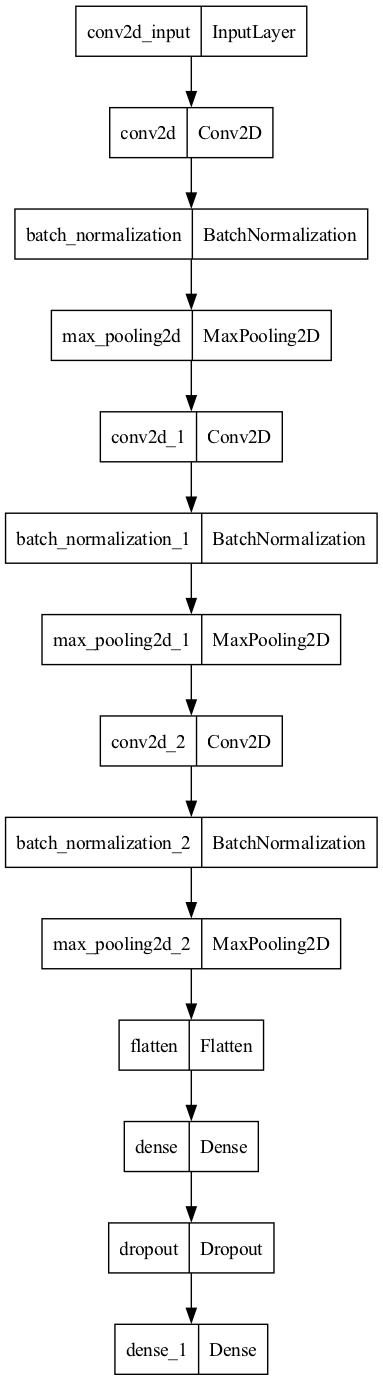 conv2d_input InputLayer
conv2d Conv2D
batch_normalization BatchNormalization
max_pooling2d MaxPooling2D
conv2d_1 Conv2D
batch_normalization_1 BatchNormalization
max_pooling2d_1 MaxPooling2D
conv2d_2 Conv2D
batch_normalization_2 BatchNormalization
max_pooling2d_2 MaxPooling2D
flatten Flatten
dense Dense
dropout Dropout
dense_1 Dense